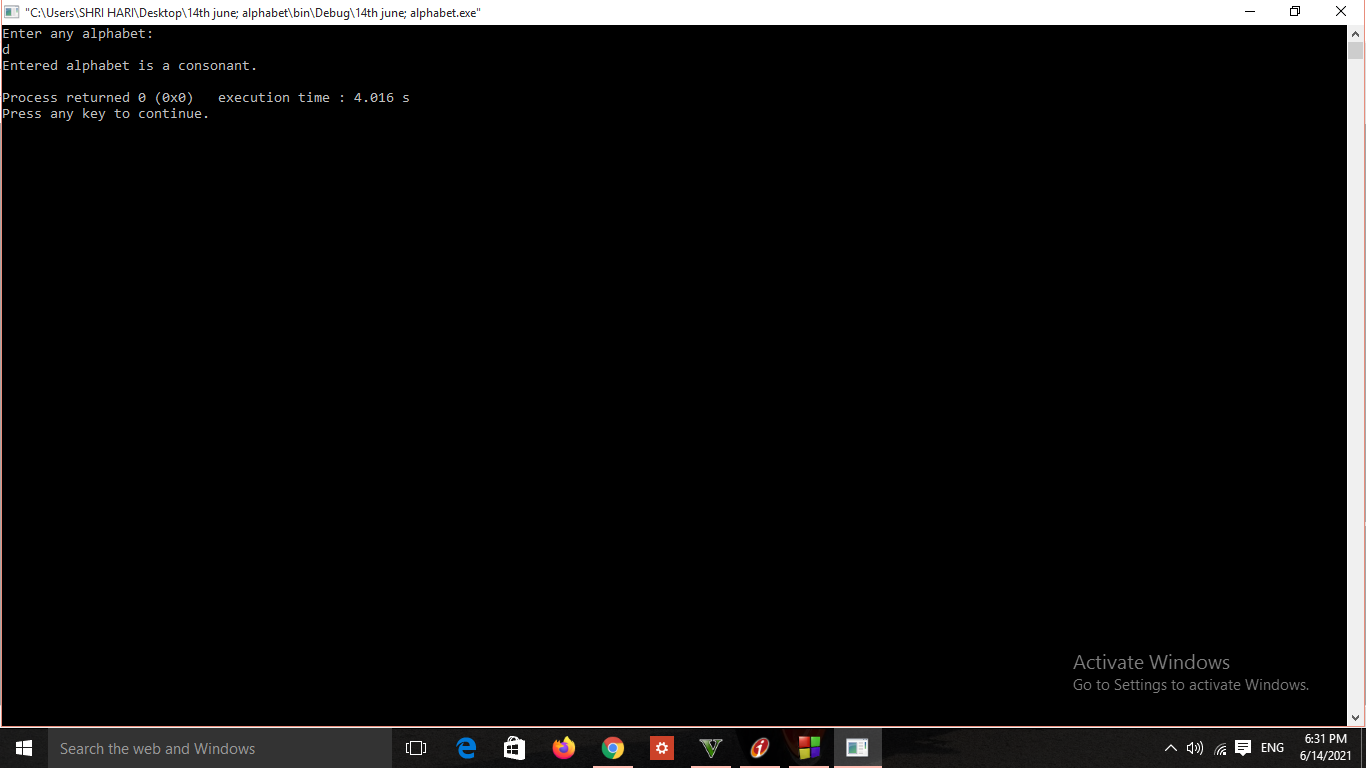 "C:\Users\SHRI HARI\Desktop\14th june; alphabet\bin\Debug\14th june; alphabet.exe"
Enter any alphabet:
d
Entered alphabet is a consonant.
Process returned 0 (0x0)   execution time : 4.016 s
Press any key to continue.
Activate Windows
Go to Settings to activate Windows.
Search the web and Windows
ENG
6:31 PM
6/14/2021